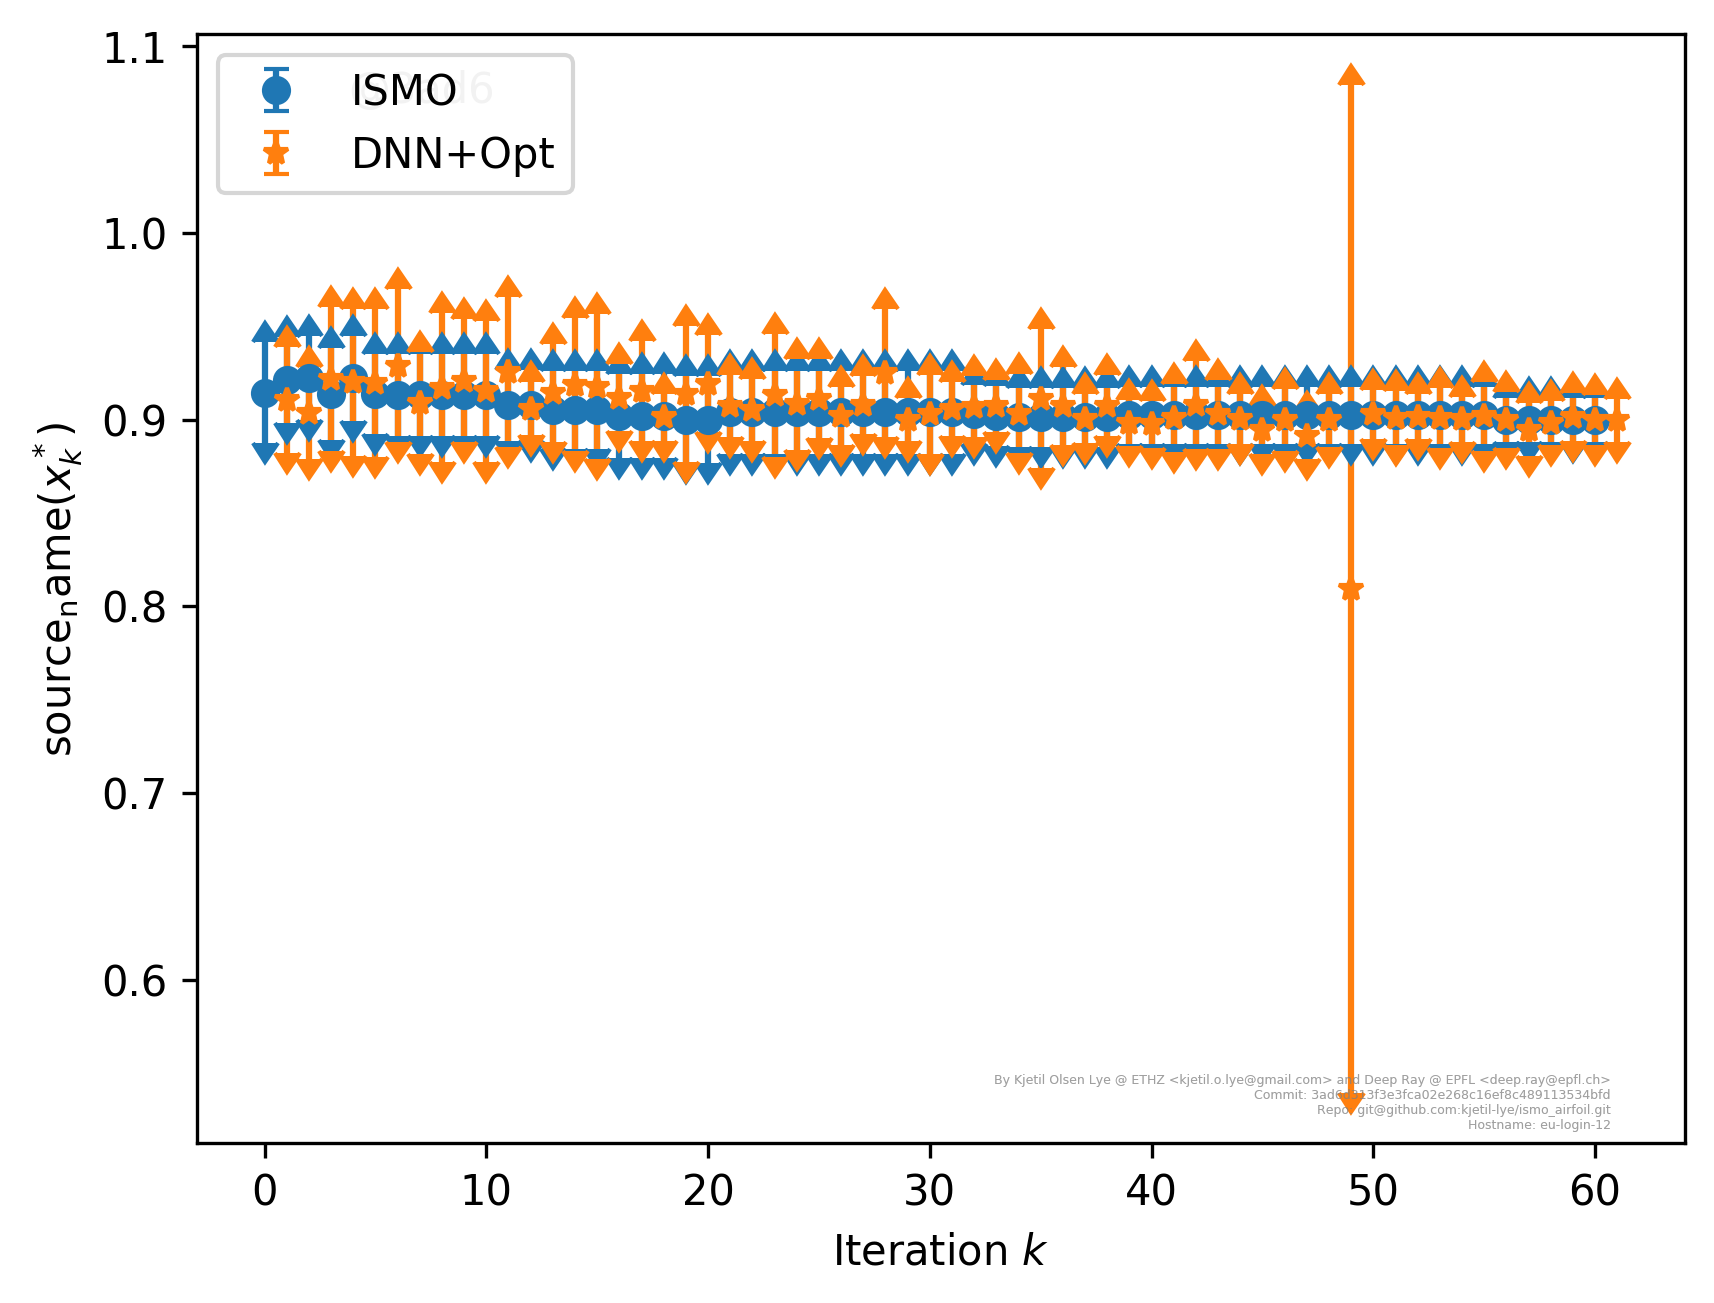 1.1
1.0
0.9
0.8
0.7
0.6
0
10
20
30
40
50
60
ISMO
DNN+Opt
source_name(x_k^*)
Iteration k
By Kjetil Olsen Lye @ ETHZ <kjetil.o.lye@gmail.com> and Deep Ray @ EPFL <deep.ray@epfl.ch>
Repo: git@github.com:kjetil-lye/ismo_airfoil.git
Hostname: eu-login-12